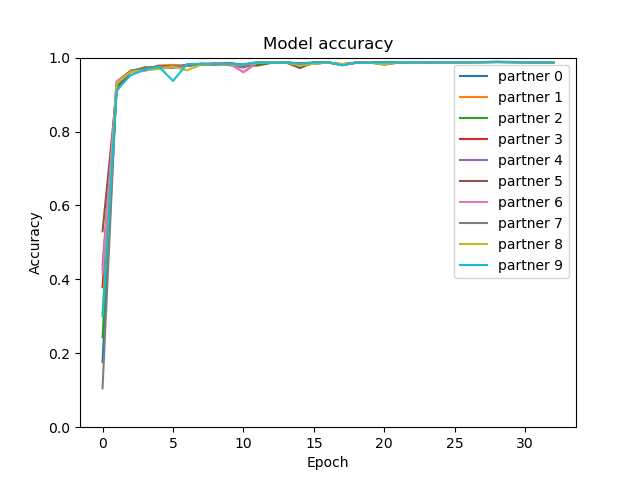 Model accuracy
1.0
0.8
0.6
0.4
0.2
0.0
Accuracy
partner 0
partner 1
partner 2
partner 3
partner 4
partner 5
partner 6
partner 7
partner 8
partner 9
0 5 10 15 20 25 30
Epoch